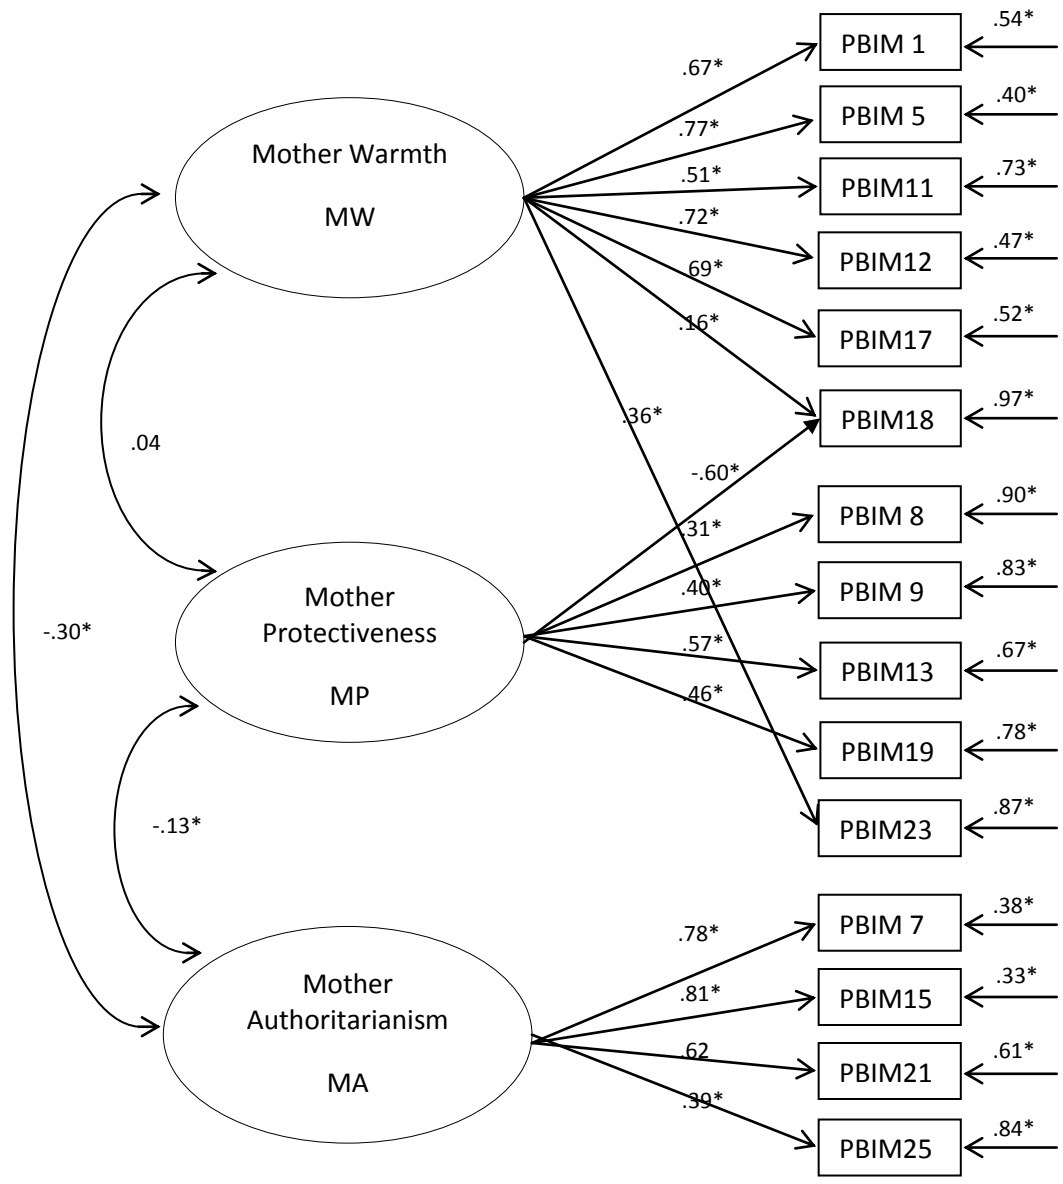 Mother Warmth
MW
Mother
Protectiveness
MP
Mother
Authoritarianism
MA
.04
-.30*
-.13*
.67*
.77*
.51*
.72*
.69*
.16*
.36*
-.60*
.31*
.40*
.57*
.46*
.78*
.81*
.62
.39*
PBIM 1
.54*
PBIM 5
.40*
PBIM11
.73*
PBIM12
.47*
PBIM17
.52*
PBIM18
.97*
PBIM 8
.90*
PBIM 9
.83*
PBIM13
.67*
PBIM19
.78*
PBIM23
.87*
PBIM 7
.38*
PBIM15
.33*
PBIM21
.61*
PBIM25
.84*